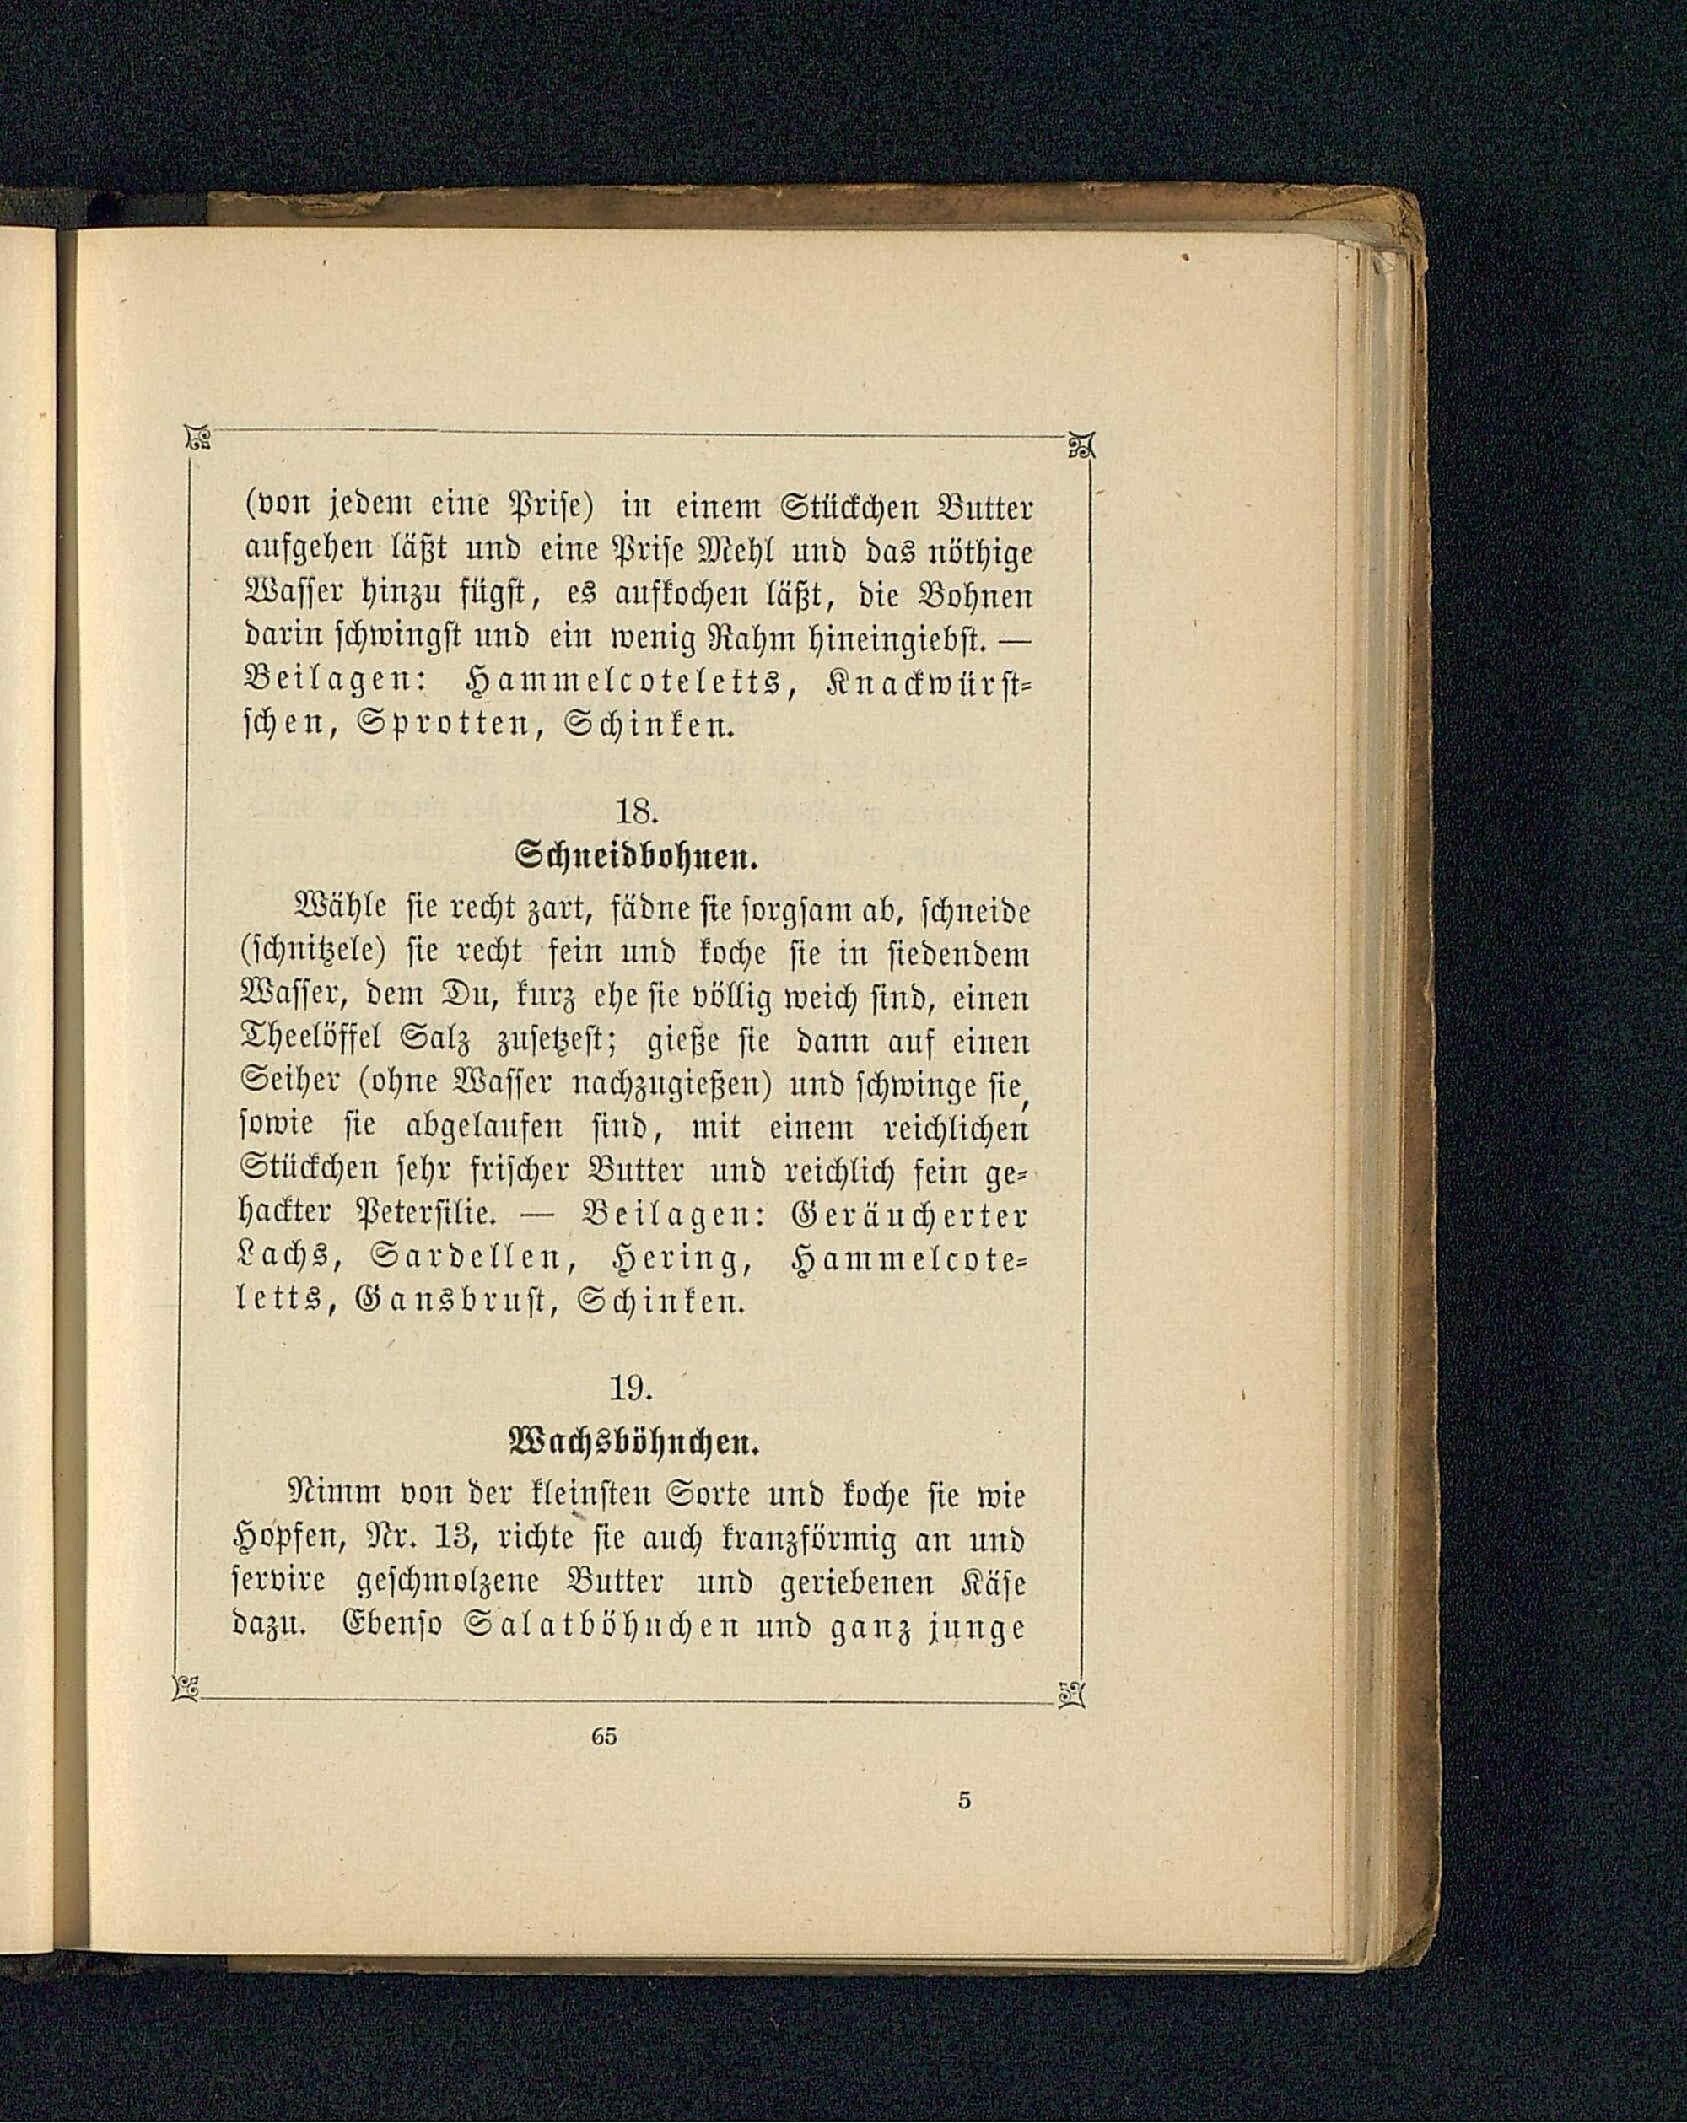 (von jedem eine Prise) in einem Stückchen Butter
aufgehen läßt und eine Prise Mehl und das nöthige
Wasser hinzu fügst, es aufkochen läßt, die Bohnen
darin schwingst und ein wenig Rahm hineingiebst. —
Beilagen: Hammelcoteletts, Knackwürst-
schen, Sprotten, Schinken.
18.
Schneidbohnen.
Wähle sie recht zart, fädne sie sorgsam ab, schneide
(schnitzele) sie recht fein und koche sie in siedendem
Wasser, dem Du, kurz ehe sie völlig weich sind, einen
Theelöffel Salz zusetzest; gieße sie dann auf einen
Seiher (ohne Wasser nachzugießen) und schwinge sie,
sowie sie abgelaufen sind, mit einem reichlichen
Stückchen sehr frischer Butter und reichlich fein ge-
hackter Petersilie. — Beilagen: Geräucherter
Lachs, Sardellen, Hering, Hammelcote-
letts, Gansbrust, Schinken.
19.
Wachsböhnchen.
Nimm von der kleinsten Sorte und koche sie wie
Hopfen, Nr. 13, richte sie auch kranzförmig an und
servire geschmolzene Butter und geriebenen Käse
dazu. Ebenso Salatböhnchen und ganz junge
65
5